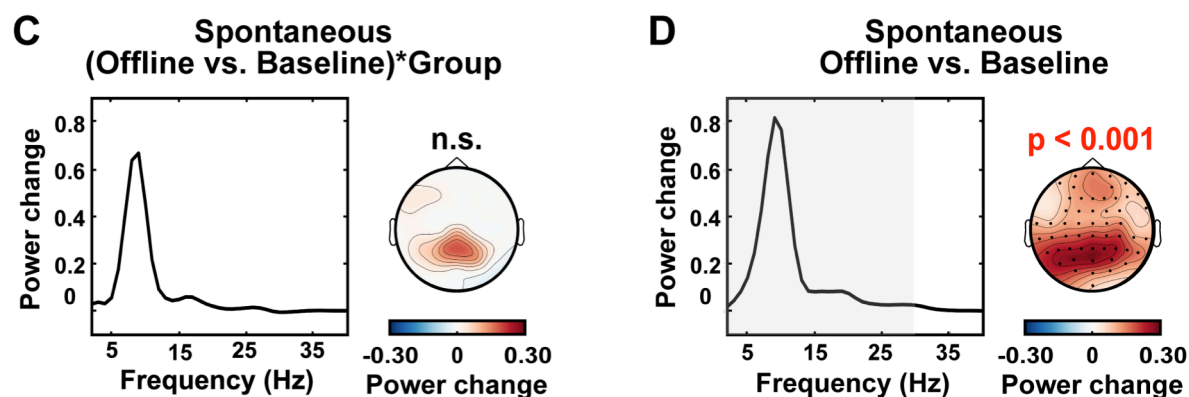 C
Spontaneous
(Offline vs. Baseline)*Group
Power change
0.8
0.6
0.4
0.2
0
5
15
25
35
Frequency (Hz)
n.s.
-0.30
0
0.30
Power change
D
Spontaneous
Offline vs. Baseline
Power change
0.8
0.6
0.4
0.2
0
5
15
25
35
Frequency (Hz)
p < 0.001
-0.30
0
0.30
Power change